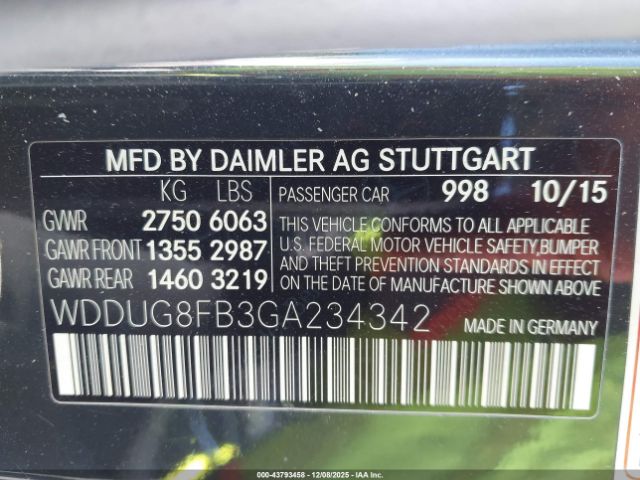 MFD BY DAIMLER AG STUTTGART
KG LBS PASSENGER CAR 998 10/15
GVWR 2750 6063 THIS VEHICLE CONFORMS TO ALL APPLICABLE
GAWR FRONT 1355 2987 U.S. FEDERAL MOTOR VEHICLE SAFETY, BUMPER
GAWR REAR 1460 3219 AND THEFT PREVENTION STANDARDS IN EFFECT
ON THE DATE OF MANUFACTURE SHOWN ABOVE
WDDUG8FB3GA234342 MADE IN GERMANY
000-43793458 | 12/08/2025 - COPYRIGHT IAA, LLC.